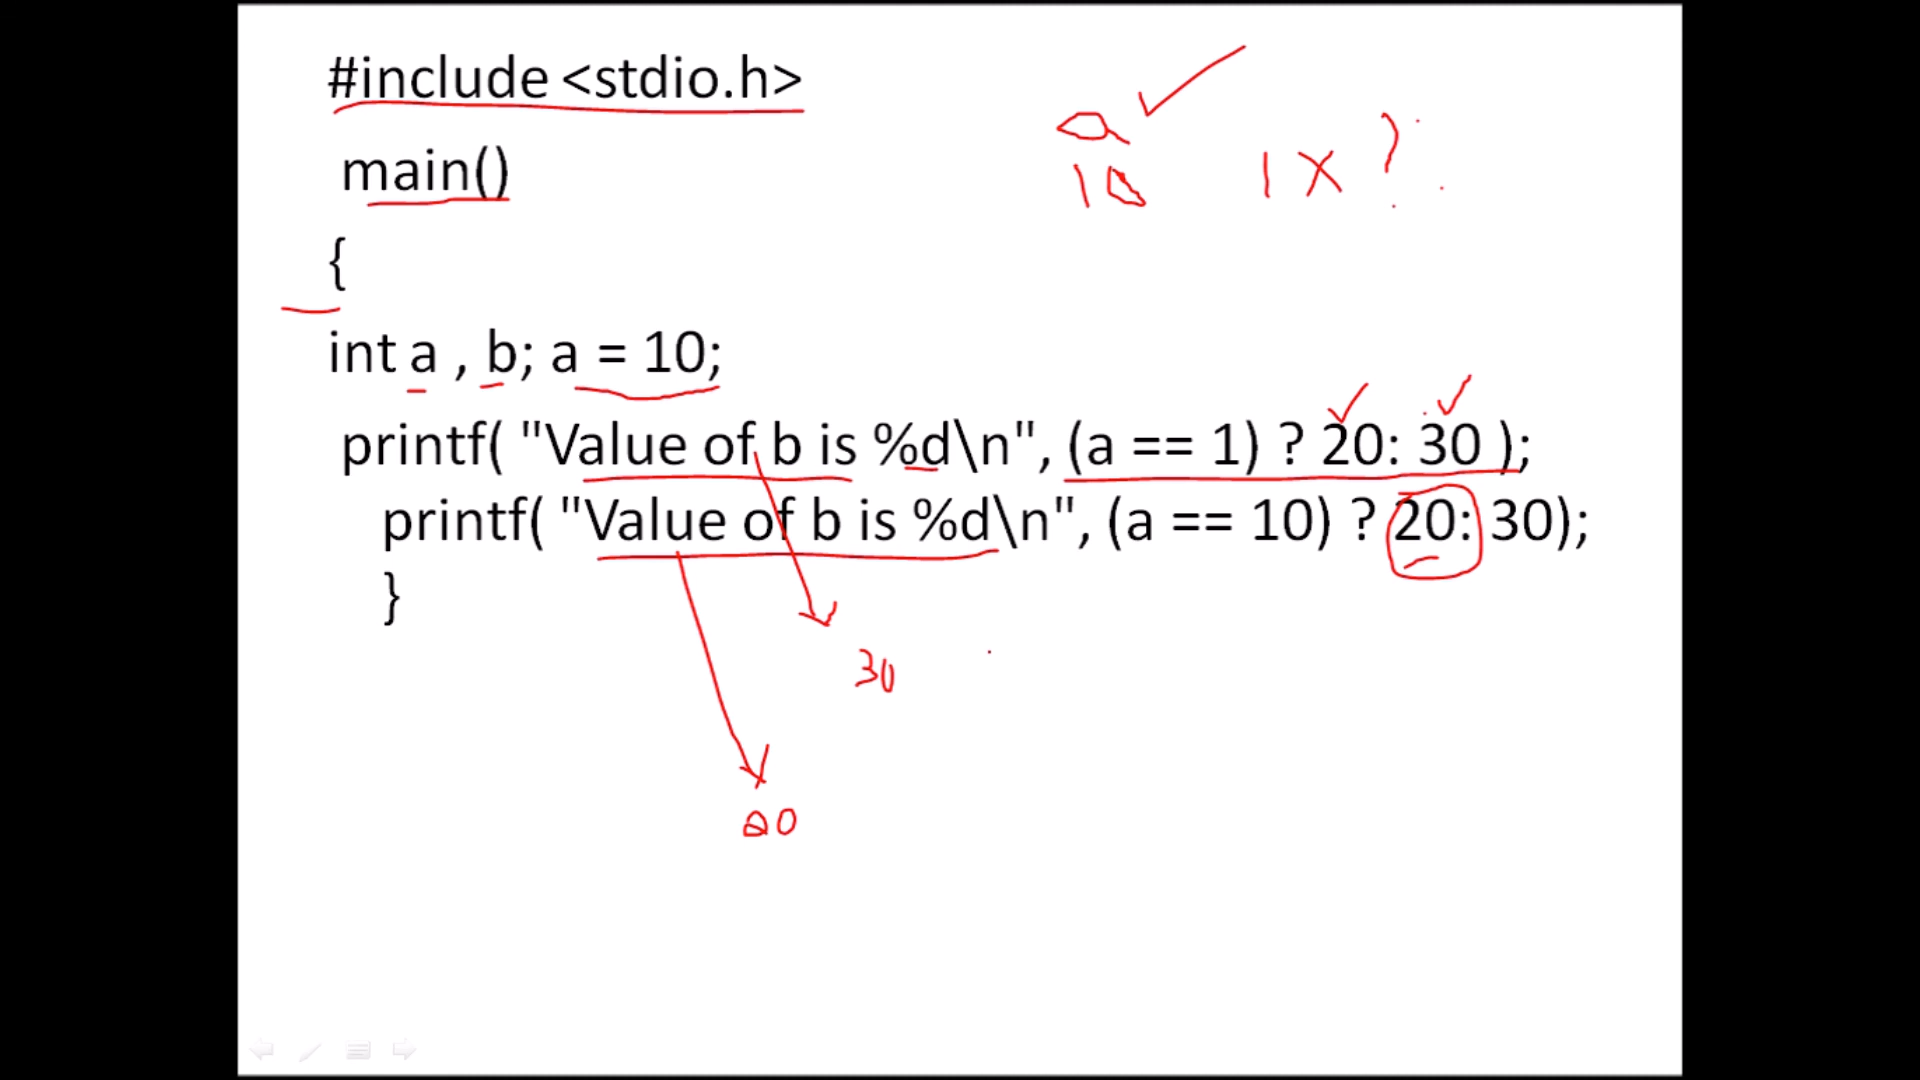 #include <stdio.h>
main()
a
10 1 X ?
{
int a , b; a = 10;
printf( "Value of b is %d\n", (a == 1) ? 20: 30 );
printf( "Value of b is %d\n", (a == 10) ? 20: 30);
}
30
20